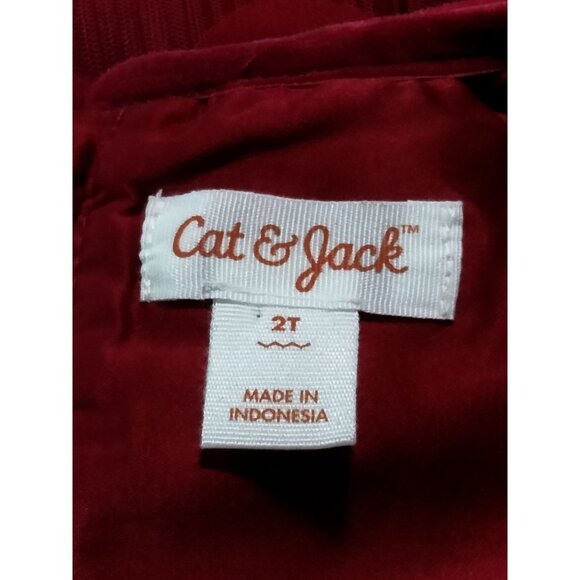 Cat & Jack™
2T
MADE IN
INDONESIA